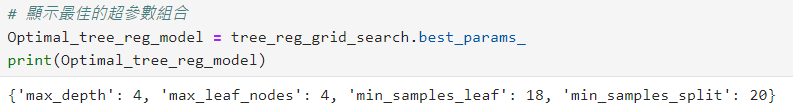 # 顯示最佳的超參數組合
Optimal_tree_reg_model = tree_reg_grid_search.best_params_
print(Optimal_tree_reg_model)
{'max_depth': 4, 'max_leaf_nodes': 4, 'min_samples_leaf': 18, 'min_samples_split': 20}